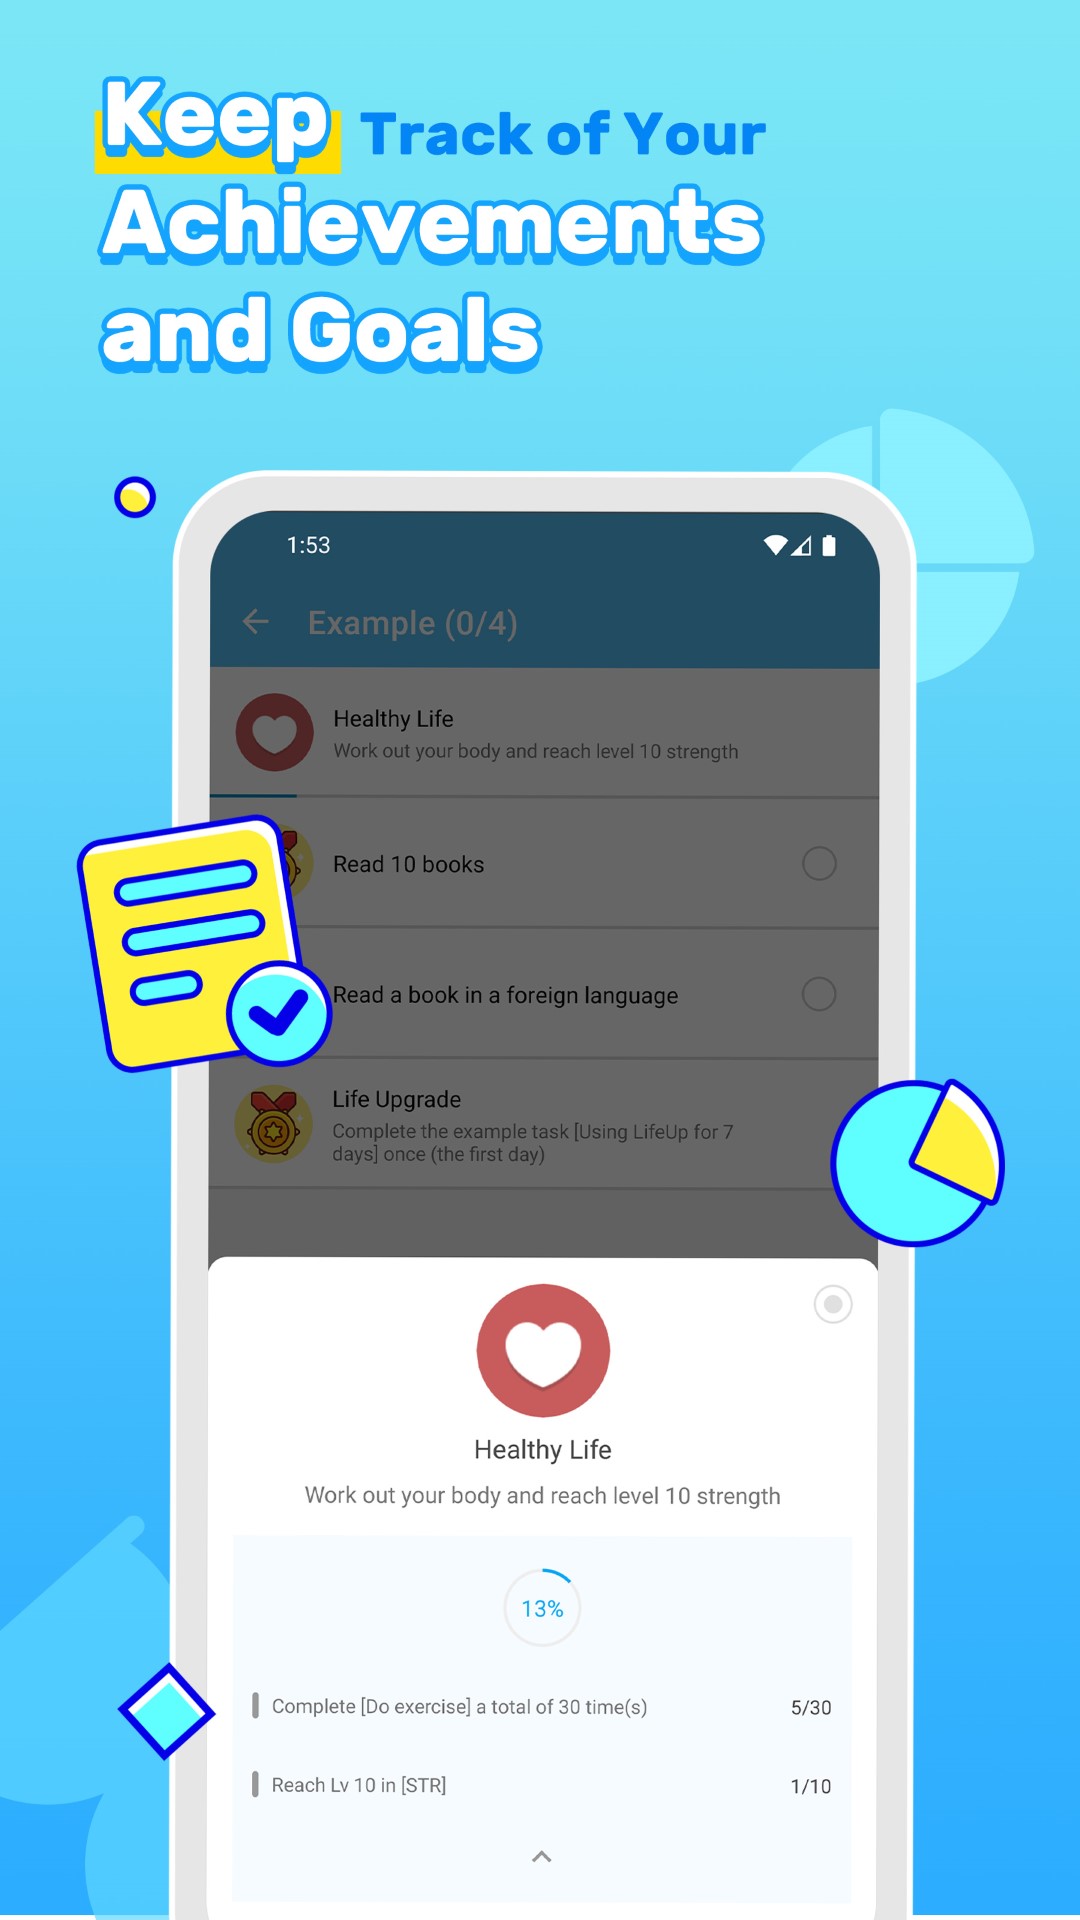 Keep Track of Your
Achievements
and Goals
1:53
Example (0/4)
Healthy Life
Work out your body and reach level 10 strength
Read 10 books
Read a book in a foreign language
Life Upgrade
Complete the example task [Using LifeUp for 7
days] once (the first day)
Healthy Life
Work out your body and reach level 10 strength
13%
Complete [Do exercise] a total of 30 time(s) 5/30
Reach Lv 10 in [STR] 1/10